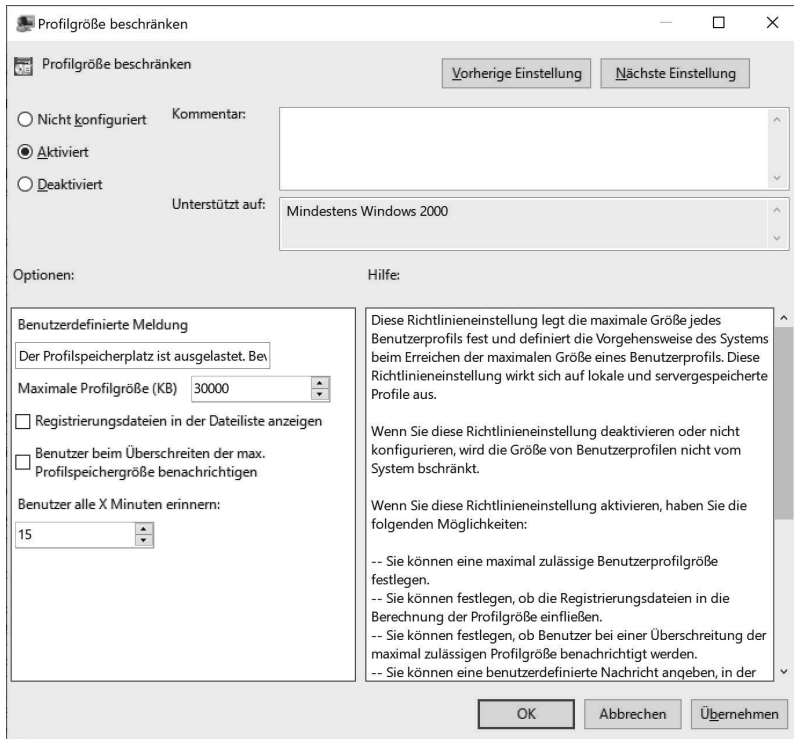 Profilgröße beschränken
Profilgröße beschränken
Vorherige Einstellung
Nächste Einstellung
Nicht konfiguriert
Aktiviert
Deaktiviert
Kommentar:
Unterstützt auf:
Mindestens Windows 2000
Optionen:
Hilfe:
Benutzerdefinierte Meldung
Der Profilspeicherplatz ist ausgelastet. Bev
Maximale Profilgröße (KB)
30000
Registrierungsdateien in der Dateiliste anzeigen
Benutzer beim Überschreiten der max.
Profilspeichergröße benachrichtigen
Benutzer alle X Minuten erinnern:
15
Diese Richtlinieneinstellung legt die maximale Größe jedes
Benutzerprofils fest und definiert die Vorgehensweise des Systems
beim Erreichen der maximalen Größe eines Benutzerprofils. Diese
Richtlinieneinstellung wirkt sich auf lokale und servergespeicherte
Profile aus.
Wenn Sie diese Richtlinieneinstellung deaktivieren oder nicht
konfigurieren, wird die Größe von Benutzerprofilen nicht vom
System bschränkt.
Wenn Sie diese Richtlinieneinstellung aktivieren, haben Sie die
folgenden Möglichkeiten:
-- Sie können eine maximal zulässige Benutzerprofilgröße
festlegen.
-- Sie können festlegen, ob die Registrierungsdateien in die
Berechnung der Profilgröße einfließen.
-- Sie können festlegen, ob Benutzer bei einer Überschreitung der
maximal zulässigen Profilgröße benachrichtigt werden.
-- Sie können eine benutzerdefinierte Nachricht angeben, in der
OK
Abbrechen
Übernehmen